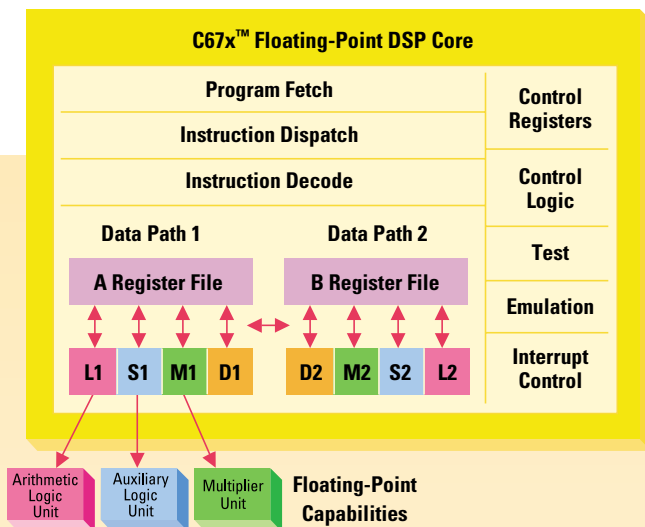 C67x™ Floating-Point DSP Core
Program Fetch
Instruction Dispatch
Instruction Decode
Control
Registers
Control
Logic
Test
Emulation
Interrupt
Control
Data Path 1
Data Path 2
A Register File
B Register File
L1 S1 M1 D1
D2 M2 S2 L2
Arithmetic
Logic
Unit
Auxiliary
Logic
Unit
Multiplier
Unit
Floating-Point
Capabilities